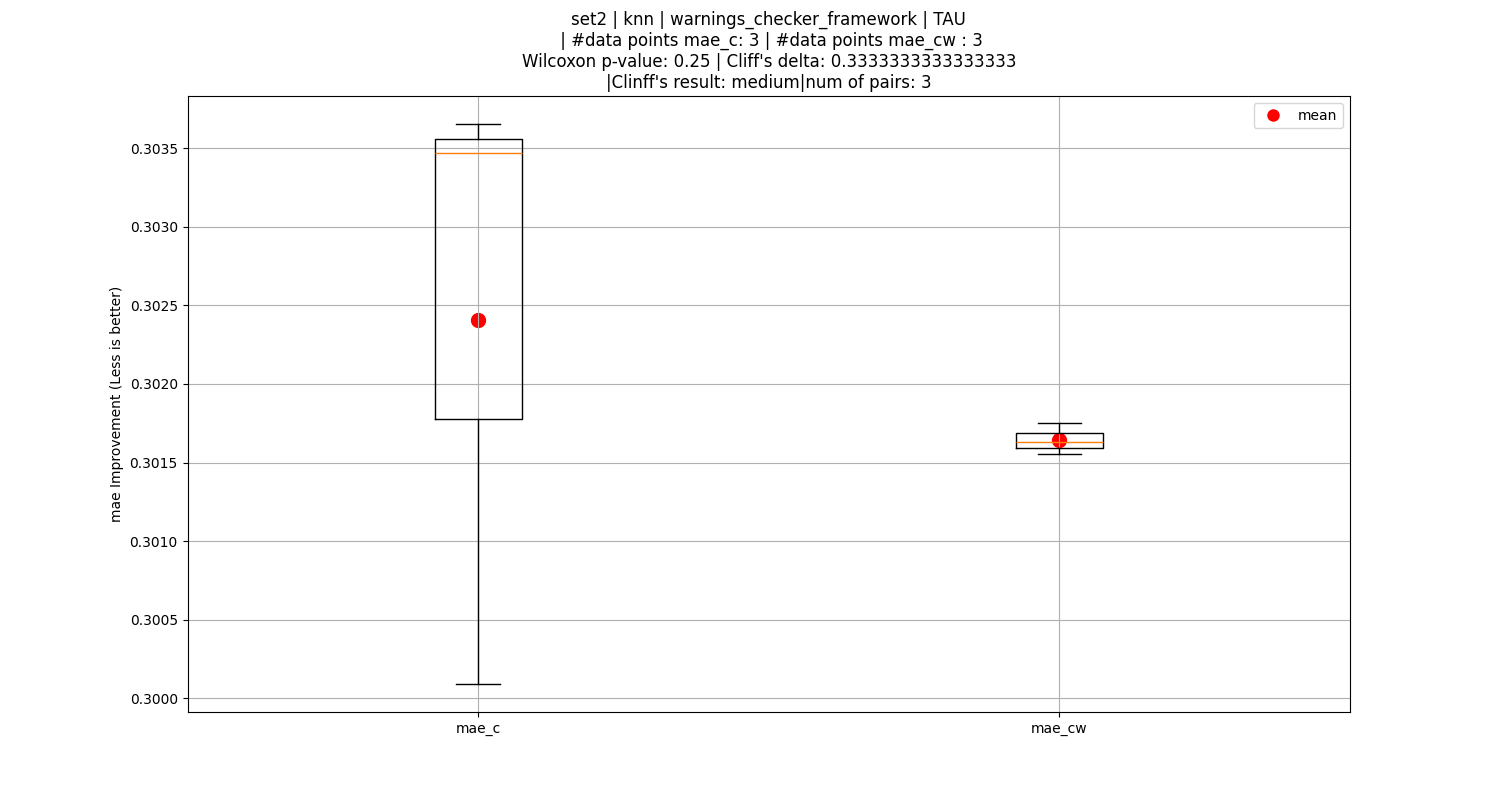 set2 | knn | warnings_checker_framework | TAU
| #data points mae_c: 3 | #data points mae_cw : 3
Wilcoxon p-value: 0.25 | Cliff's delta: 0.3333333333333333
|Clinff's result: medium|num of pairs: 3
mean
0.3035
0.3030
0.3025
0.3020
0.3015
0.3010
0.3005
0.3000
mae Improvement (Less is better)
mae_c
mae_cw